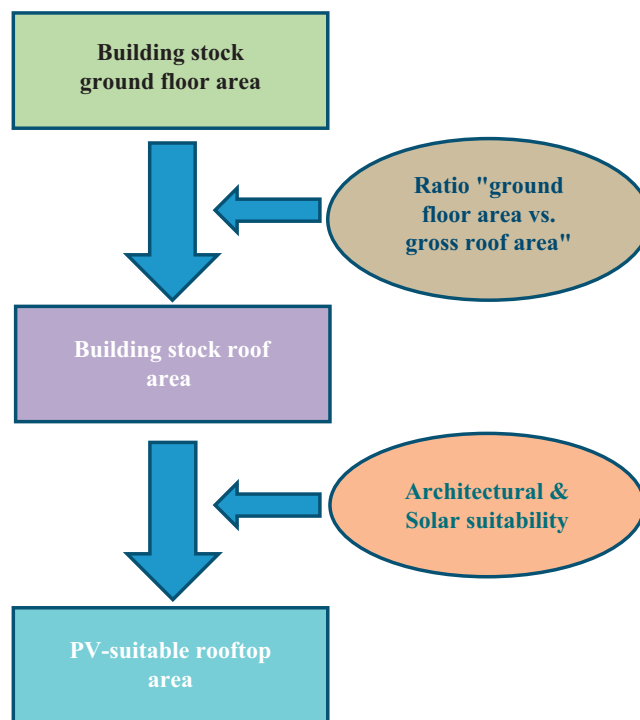 Building stock
ground floor area
Ratio "ground
floor area vs.
gross roof area"
Building stock roof
area
Architectural &
Solar suitability
PV-suitable rooftop
area